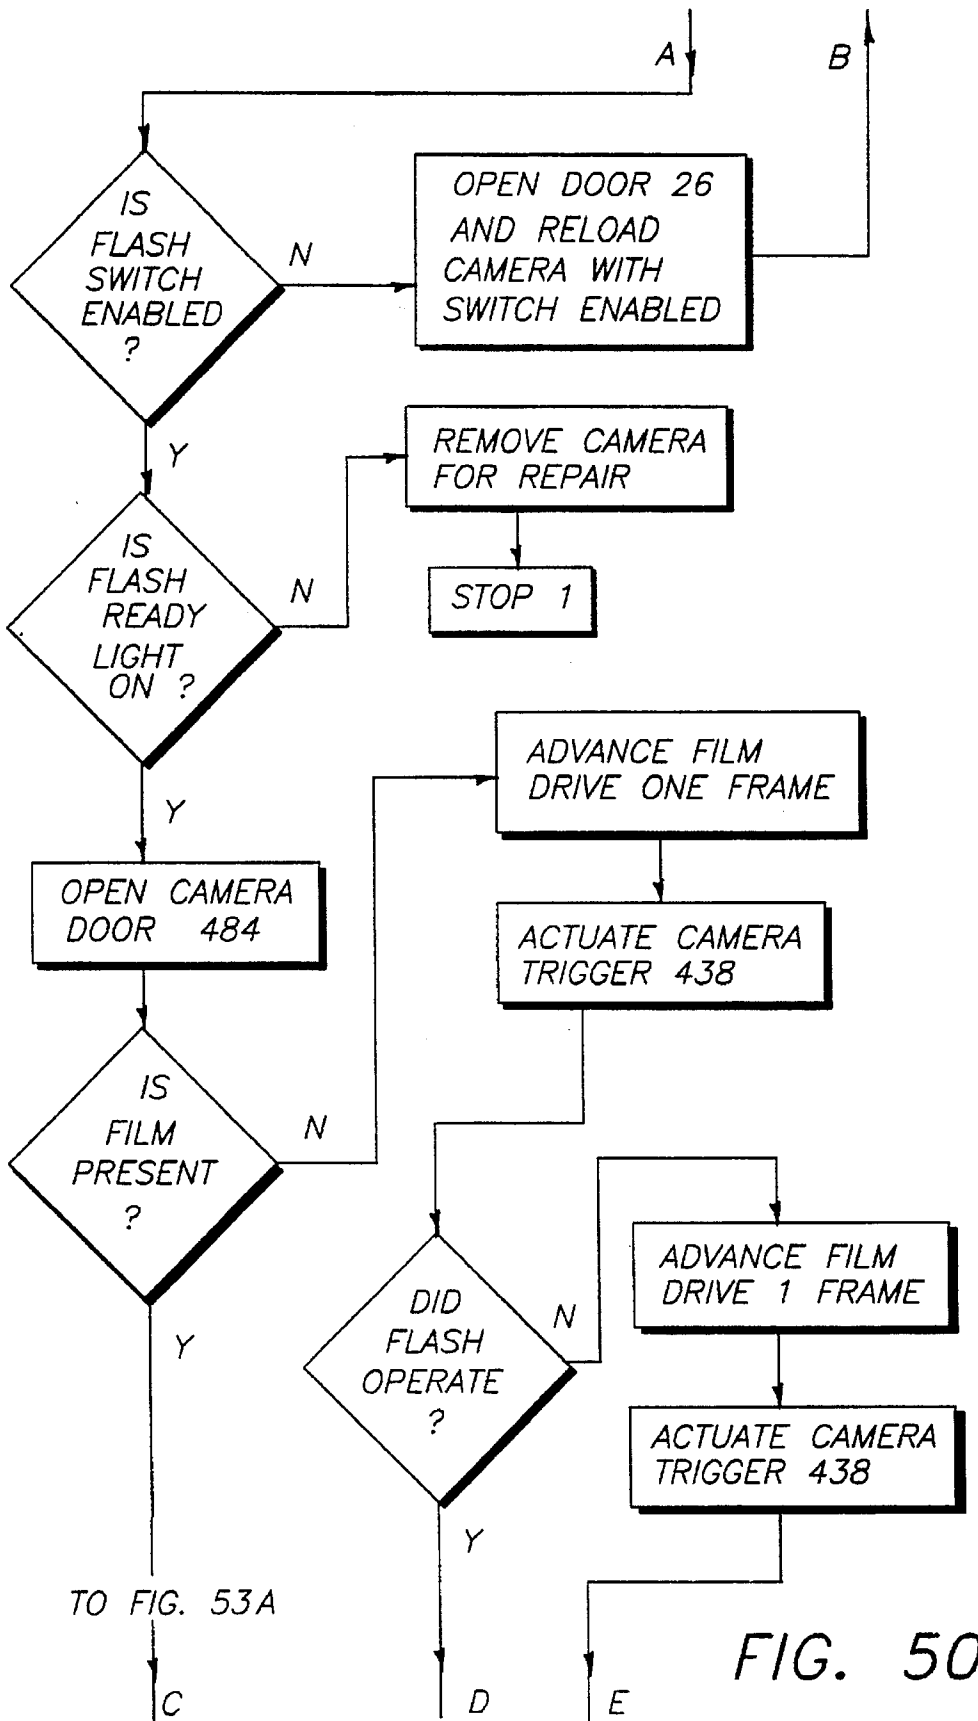 A
B
IS
FLASH
SWITCH
ENABLED
?
N
OPEN DOOR 26
AND RELOAD
CAMERA WITH
SWITCH ENABLED
Y
IS
FLASH
READY
LIGHT
ON ?
N
REMOVE CAMERA
FOR REPAIR
STOP 1
Y
OPEN CAMERA
DOOR 484
IS
FILM
PRESENT
?
N
ADVANCE FILM
DRIVE ONE FRAME
ACTUATE CAMERA
TRIGGER 438
DID
FLASH
OPERATE
?
N
ADVANCE FILM
DRIVE 1 FRAME
ACTUATE CAMERA
TRIGGER 438
Y
Y
TO FIG. 53A
C
D
E
FIG. 50